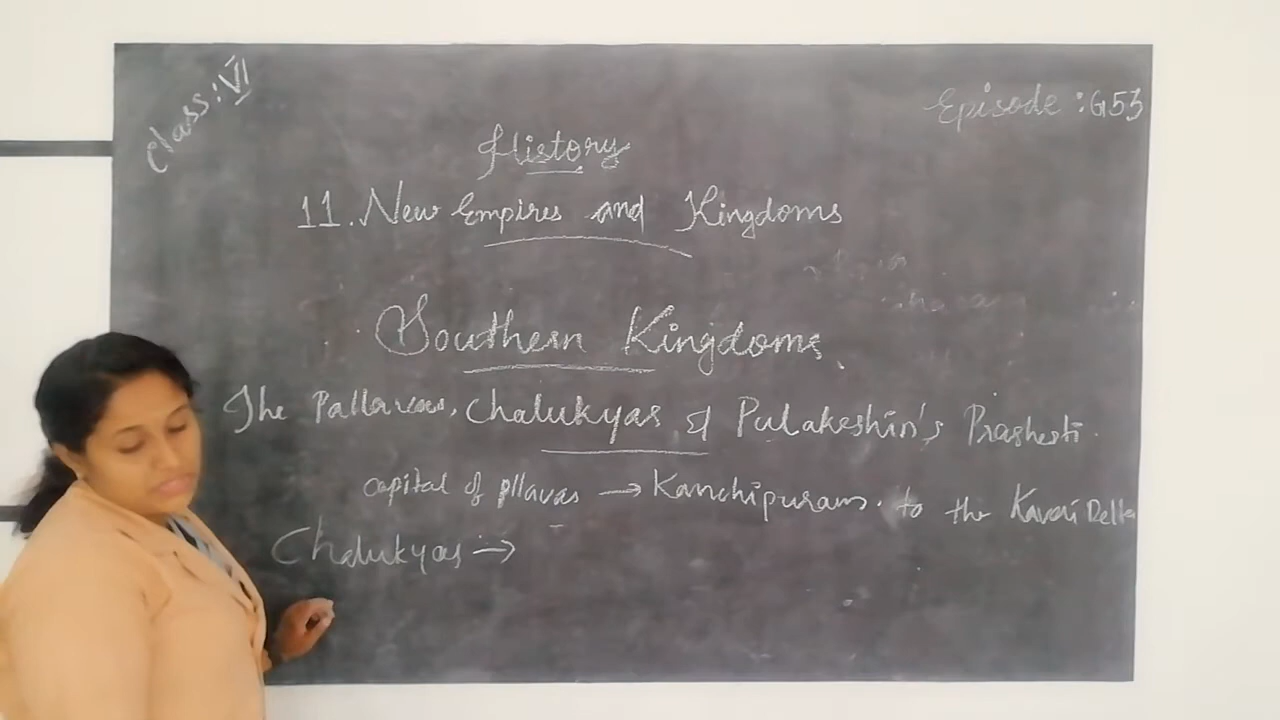 Class: VI
Episode: G53
History
11. New Empires and Kingdoms
Southern Kingdoms
The Pallavas, Chalukyas & Pulakeshin's Prashasti.
capital of pllavas → Kanchipuram. to the Kaveri Delta
Chalukyas →